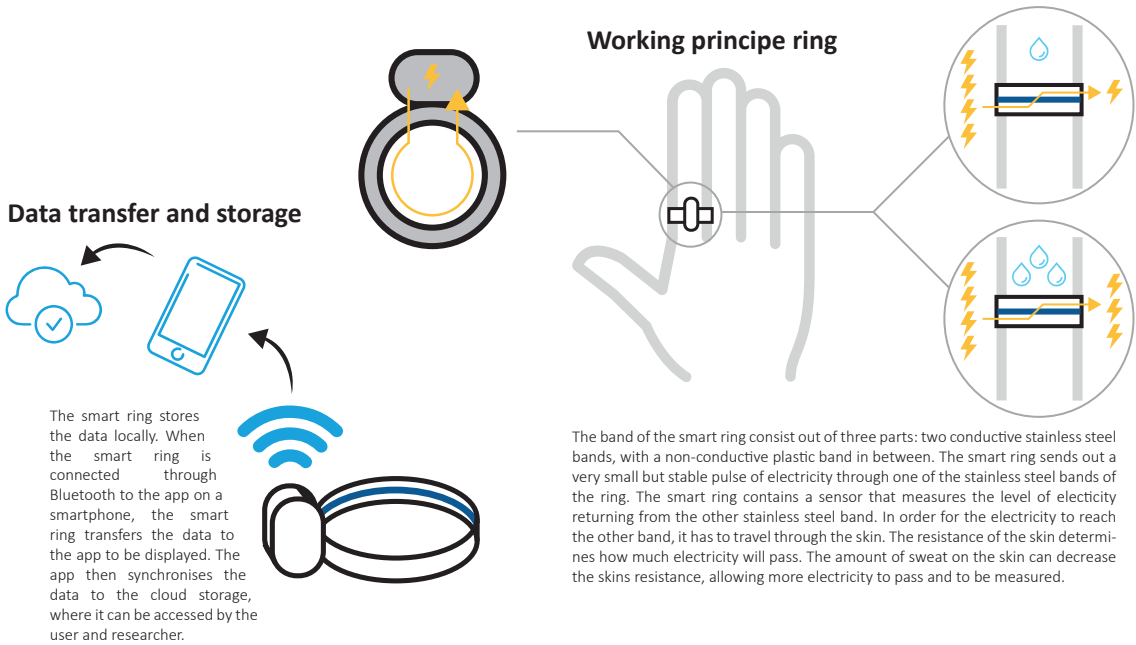 Working principe ring
Data transfer and storage
The smart ring stores
the data locally. When
the smart ring is
connected through
Bluetooth to the app on a
smartphone, the smart
ring transfers the data to
the app to be displayed. The
app then synchronises the
data to the cloud storage,
where it can be accessed by the
user and researcher.
The band of the smart ring consist out of three parts: two conductive stainless steel
bands, with a non-conductive plastic band in between. The smart ring sends out a
very small but stable pulse of electricity through one of the stainless steel bands of
the ring. The smart ring contains a sensor that measures the level of electicity
returning from the other stainless steel band. In order for the electricity to reach
the other band, it has to travel through the skin. The resistance of the skin determi-
nes how much electricity will pass. The amount of sweat on the skin can decrease
the skins resistance, allowing more electricity to pass and to be measured.